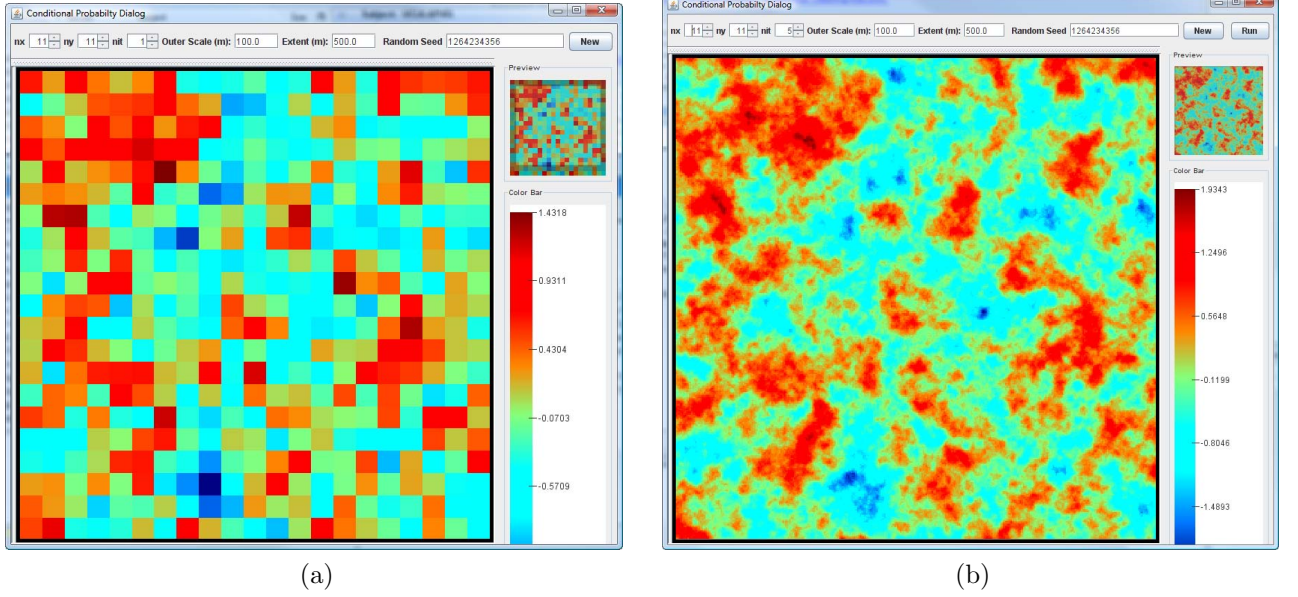 Conditional Probabilty Dialog
nx 11 ny 11 nit 1 Outer Scale (m): 100.0 Extent (m): 500.0 Random Seed 1264234356 New
Preview
Color Bar
1.4318
0.9311
0.4304
-0.0703
-0.5709
(a)
Conditional Probabilty Dialog
nx 11 ny 11 nit 5 Outer Scale (m): 100.0 Extent (m): 500.0 Random Seed 1264234356 New Run
Preview
Color Bar
1.9343
1.2496
0.5648
-0.1199
-0.8046
-1.4893
(b)